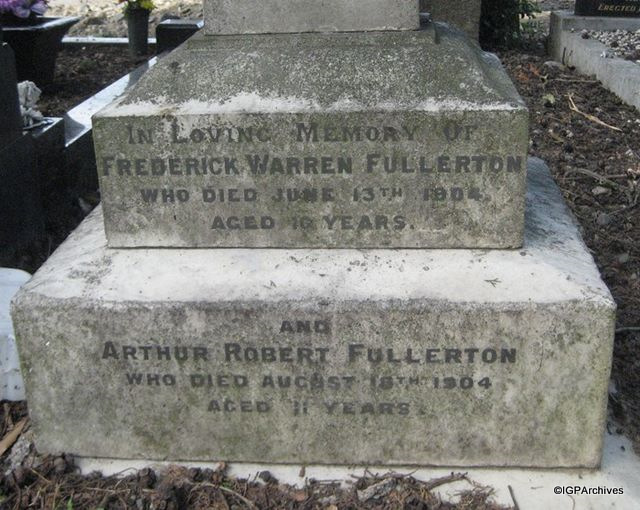 ERECTED
IN LOVING MEMORY OF
FREDERICK WARREN FULLERTON
WHO DIED JUNE 13TH 1904.
AGED 16 YEARS.
AND
ARTHUR ROBERT FULLERTON
WHO DIED AUGUST 18TH 1904
AGED 11 YEARS.
©IGPArchives